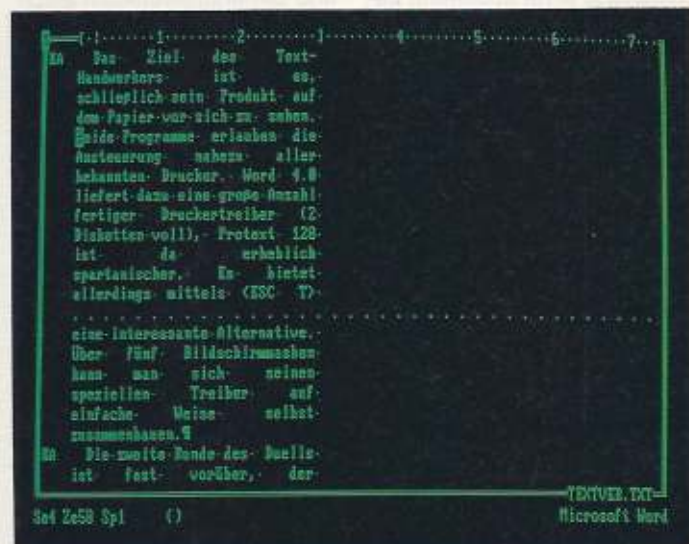 1 2 3 4 5 6 7
EA Das Ziel des Text-
Handwerkers ist es,
schließlich sein Produkt auf
dem Papier vor sich zu sehen.
Beide Programme erlauben die
Ansteuerung nahezu aller
bekannten Drucker. Word 4.0
liefert dazu eine große Anzahl
fertiger Druckertreiber (2
Disketten voll), Protext 128
ist da erheblich
spartanischer. Es bietet
allerdings mittels (ESC T)
eine interessante Alternative.
Über fünf Bildschirmmasken
kann man sich seinen
speziellen Treiber auf
einfache Weise selbst
zusammenbauen.¶
EA Die zweite Runde des Duells
ist fast vorüber, der
TEXTVER.TXT
Se4 Ze58 Sp1 () Microsoft Word